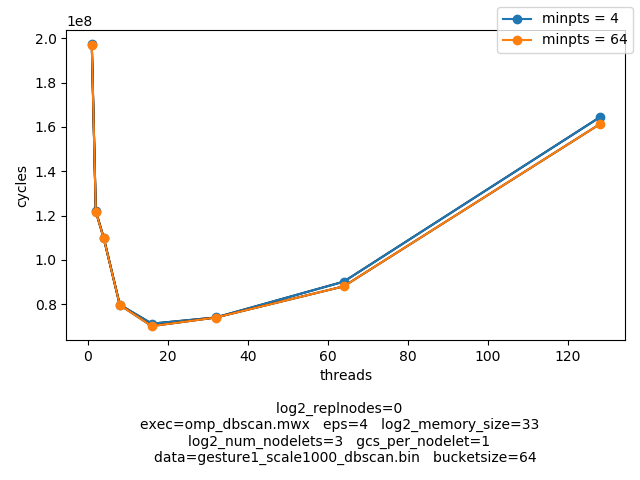 1e8
minpts = 4
minpts = 64
2.0
1.8
1.6
1.4
1.2
1.0
0.8
cycles
0 20 40 60 80 100 120
threads
log2_replnodes=0
exec=omp_dbscan.mwx eps=4 log2_memory_size=33
log2_num_nodelets=3 gcs_per_nodelet=1
data=gesture1_scale1000_dbscan.bin bucketsize=64